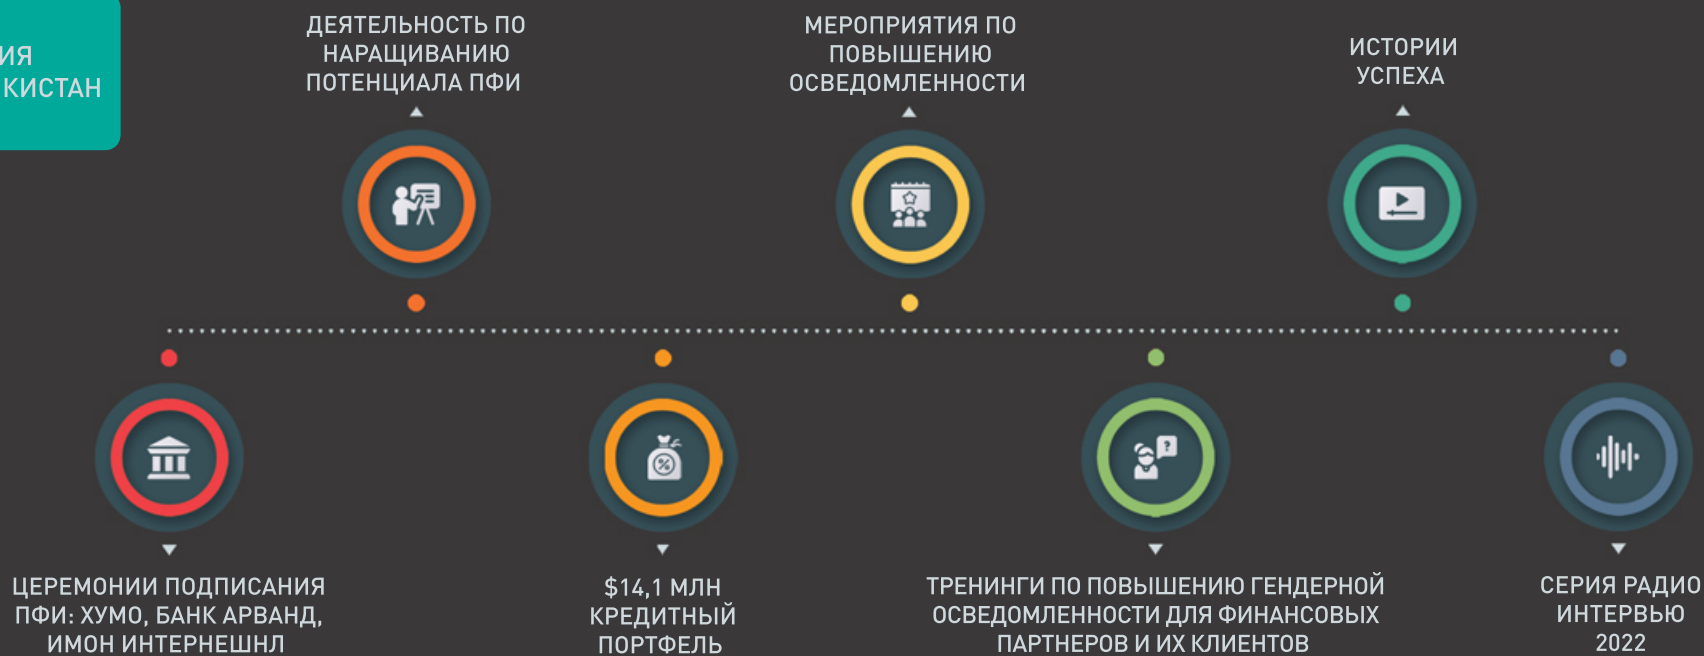 КИСТАН
ДЕЯТЕЛЬНОСТЬ ПО
НАРАЩИВАНИЮ
ПОТЕНЦИАЛА ПФИ
МЕРОПРИЯТИЯ ПО
ПОВЫШЕНИЮ
ОСВЕДОМЛЕННОСТИ
ИСТОРИИ
УСПЕХА
ЦЕРЕМОНИИ ПОДПИСАНИЯ
ПФИ: ХУМО, БАНК АРВАНД,
ИМОН ИНТЕРНЕШНЛ
$14,1 МЛН
КРЕДИТНЫЙ
ПОРТФЕЛЬ
ТРЕНИНГИ ПО ПОВЫШЕНИЮ ГЕНДЕРНОЙ
ОСВЕДОМЛЕННОСТИ ДЛЯ ФИНАНСОВЫХ
ПАРТНЕРОВ И ИХ КЛИЕНТОВ
СЕРИЯ РАДИО
ИНТЕРВЬЮ
2022